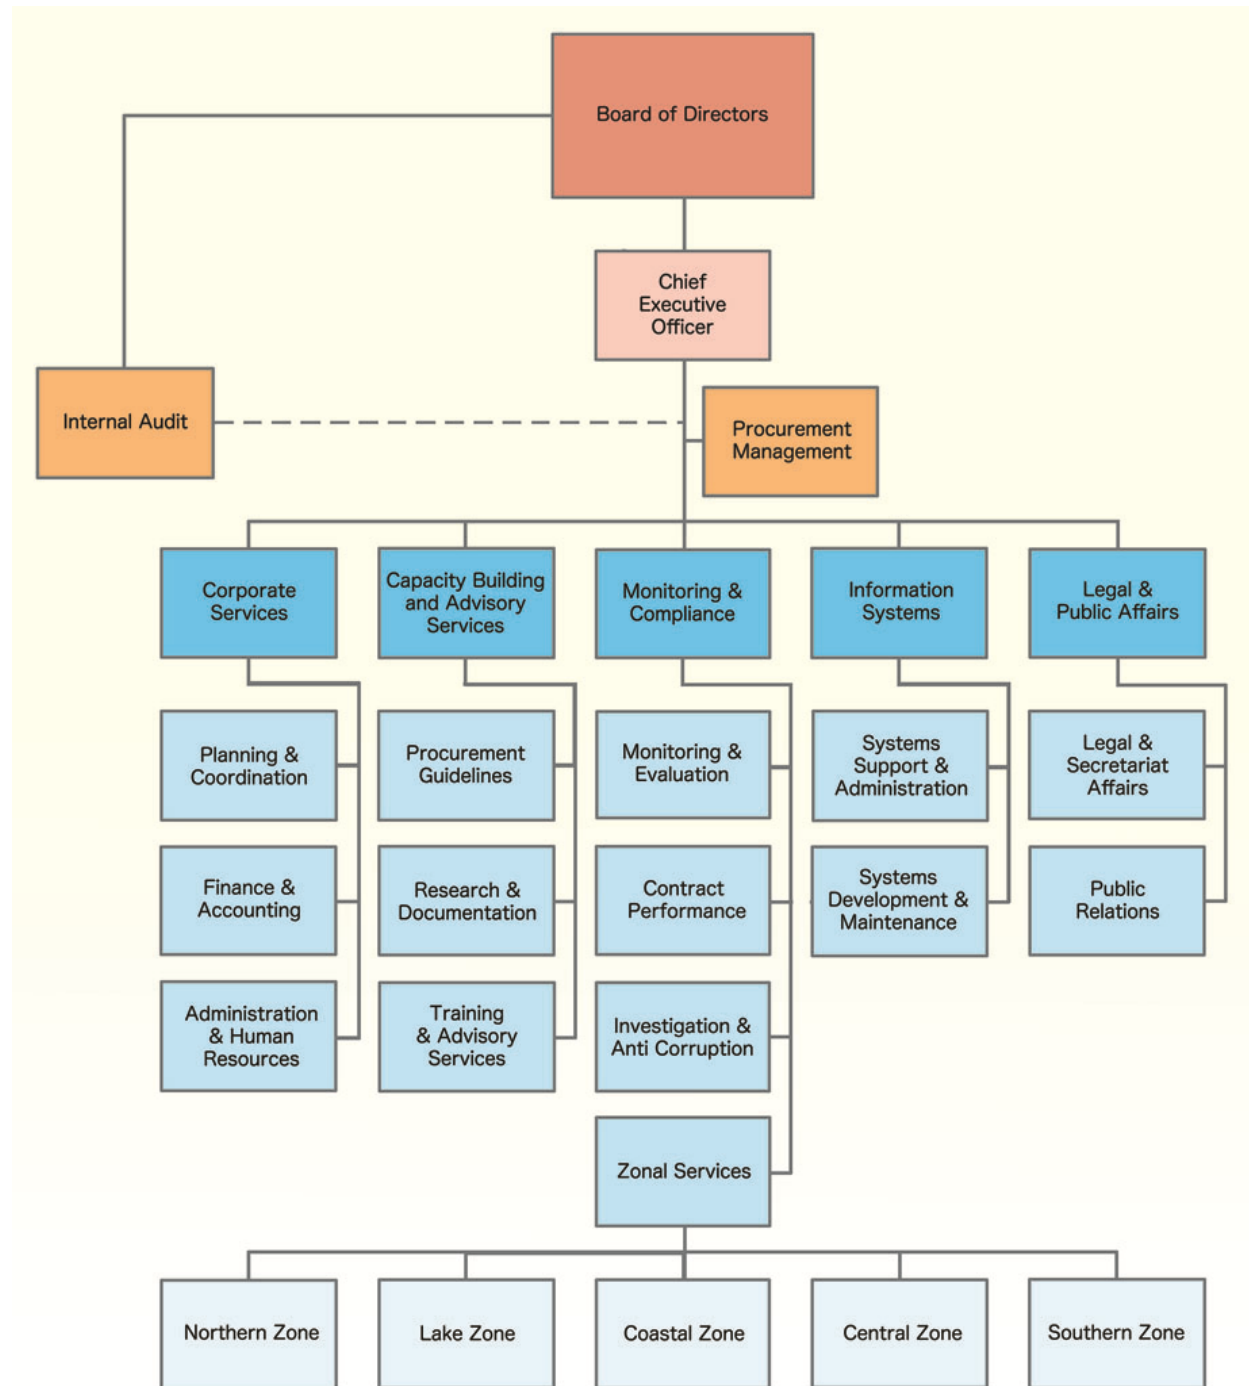 Board of Directors
Chief
Executive
Officer
Internal Audit
Procurement
Management
Corporate
Services
Capacity Building
and Advisory
Services
Monitoring &
Compliance
Information
Systems
Legal &
Public Affairs
Planning &
Coordination
Procurement
Guidelines
Monitoring &
Evaluation
Systems
Support &
Administration
Legal &
Secretariat
Affairs
Finance &
Accounting
Research &
Documentation
Contract
Performance
Systems
Development &
Maintenance
Public
Relations
Administration
& Human
Resources
Training
& Advisory
Services
Investigation &
Anti Corruption
Zonal Services
Northern Zone
Lake Zone
Coastal Zone
Central Zone
Southern Zone